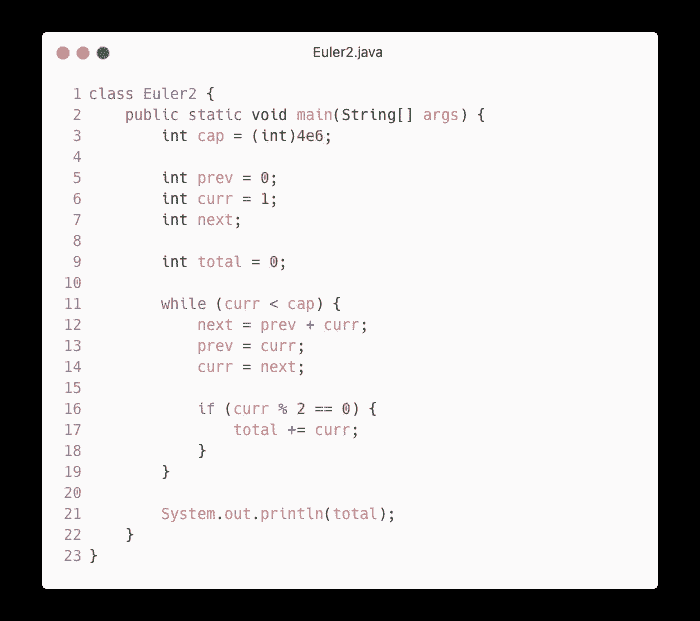 Euler2.java
1 class Euler2 {
2     public static void main(String[] args) {
3         int cap = (int)4e6;
4
5         int prev = 0;
6         int curr = 1;
7         int next;
8
9         int total = 0;
10
11         while (curr < cap) {
12             next = prev + curr;
13             prev = curr;
14             curr = next;
15
16             if (curr % 2 == 0) {
17                 total += curr;
18             }
19         }
20
21         System.out.println(total);
22     }
23 }